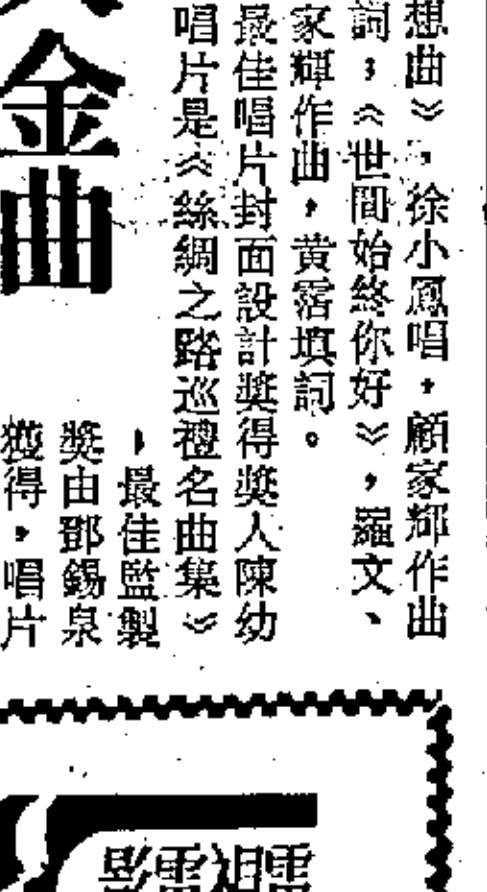 想曲》，徐小鳳唱，顧家輝作曲
詞；《世間始終你好》，羅文、
家輝作曲，黃霑填詞。
最佳唱片封面設計獎得獎人陳幼
唱片是《絲綢之路巡禮名曲集》
，最佳監製
獎由鄧錫泉
獲得，唱片
金曲